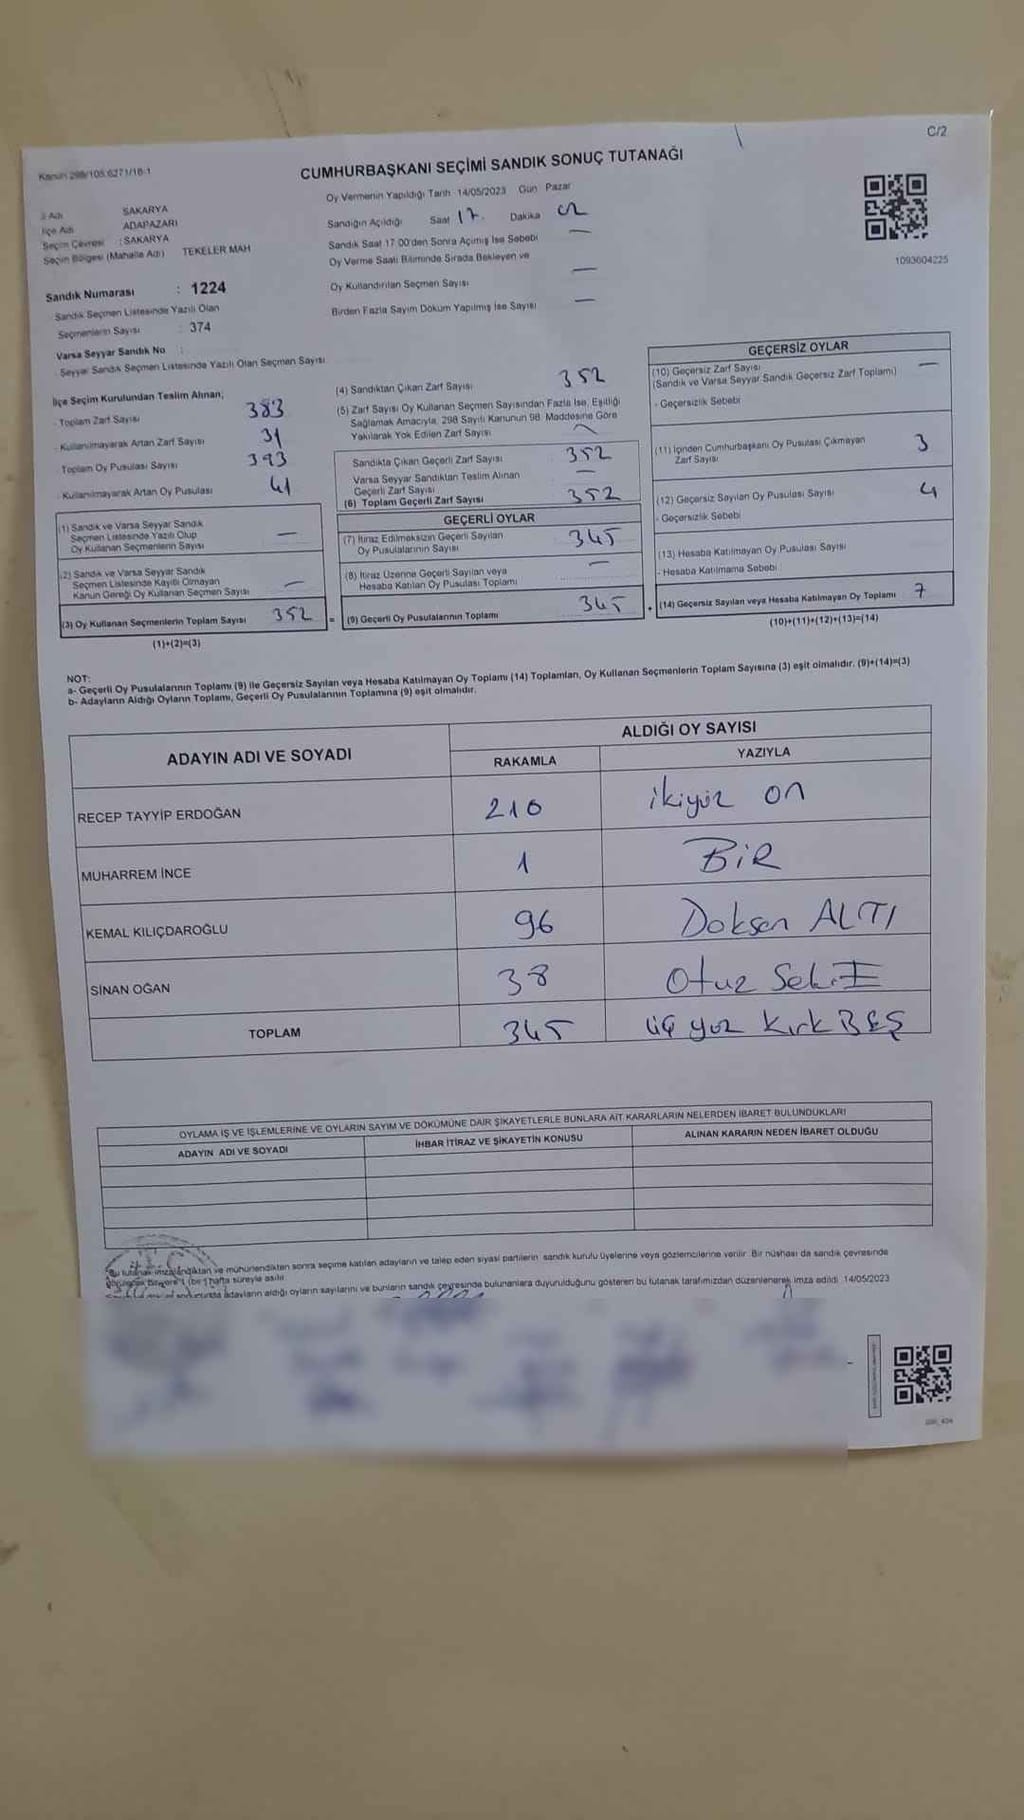 C/2
Kanun 298/105,6271/16-1
CUMHURBAŞKANI SEÇİMİ SANDIK SONUÇ TUTANAĞI
Oy Vermenin Yapıldığı Tarih 14/05/2023 Gün Pazar
İl Adı SAKARYA
İlçe Adı ADAPAZARI
Seçim Çevresi : SAKARYA
Seçim Bölgesi (Mahalle Adı) TEKELER MAH
Sandığın Açıldığı Saat 17. Dakika
Sandık Saat 17.00'den Sonra Açımış İse Sebebi —
Oy Verme Saati Bitiminde Sırada Bekleyen ve
Oy Kullandırılan Seçmen Sayısı —
Birden Fazla Sayım Döküm Yapılmış İse Sayısı —
1093604225
Sandık Numarası : 1224
Sandık Seçmen Listesinde Yazılı Olan
Seçmenlerin Sayısı : 374
Varsa Seyyar Sandık No :
Seyyar Sandık Seçmen Listesinde Yazılı Olan Seçmen Sayısı
İlçe Seçim Kurulundan Teslim Alınan;
Toplam Zarf Sayısı 383
Kullanılmayarak Artan Zarf Sayısı 31
Toplam Oy Pusulası Sayısı 393
Kullanılmayarak Artan Oy Pusulası 41
(1) Sandık ve Varsa Seyyar Sandık
Seçmen Listesinde Yazılı Olup
Oy Kullanan Seçmenlerin Sayısı —
(2) Sandık ve Varsa Seyyar Sandık
Seçmen Listesinde Kayıtlı Olmayan
Kanun Gereği Oy Kullanan Seçmen Sayısı —
(3) Oy Kullanan Seçmenlerin Toplam Sayısı 352 =
(1)+(2)=(3)
(4) Sandıktan Çıkan Zarf Sayısı 352
(5) Zarf Sayısı Oy Kullanan Seçmen Sayısından Fazla İse, Eşitliği
Sağlamak Amacıyla, 298 Sayılı Kanunun 98. Maddesine Göre
Yakılarak Yok Edilen Zarf Sayısı
Sandıkta Çıkan Geçerli Zarf Sayısı 352
Varsa Seyyar Sandıktan Teslim Alınan
Geçerli Zarf Sayısı —
(6) Toplam Geçerli Zarf Sayısı 352
GEÇERLİ OYLAR
(7) İtiraz Edilmeksizin Geçerli Sayılan
Oy Pusulalarının Sayısı 345
(8) İtiraz Üzerine Geçerli Sayılan veya
Hesaba Katılan Oy Pusulası Toplamı —
(9) Geçerli Oy Pusulalarının Toplamı 345
GEÇERSİZ OYLAR
(10) Geçersiz Zarf Sayısı
(Sandık ve Varsa Seyyar Sandık Geçersiz Zarf Toplamı) —
- Geçersizlik Sebebi
(11) İçinden Cumhurbaşkanı Oy Pusulası Çıkmayan
Zarf Sayısı 3
(12) Geçersiz Sayılan Oy Pusulası Sayısı 4
- Geçersizlik Sebebi
(13) Hesaba Katılmayan Oy Pusulası Sayısı
- Hesaba Katılmama Sebebi
(14) Geçersiz Sayılan veya Hesaba Katılmayan Oy Toplamı 7
(10)+(11)+(12)+(13)=(14)
NOT:
a- Geçerli Oy Pusulalarının Toplamı (9) ile Geçersiz Sayılan veya Hesaba Katılmayan Oy Toplamı (14) Toplamları, Oy Kullanan Seçmenlerin Toplam Sayısına (3) eşit olmalıdır. (9)+(14)=(3)
b- Adayların Aldığı Oyların Toplamı, Geçerli Oy Pusulalarının Toplamına (9) eşit olmalıdır.
ADAYIN ADI VE SOYADI ALDIĞI OY SAYISI
RAKAMLA YAZIYLA
RECEP TAYYİP ERDOĞAN 210 ikiyüz on
MUHARREM İNCE 1 BİR
KEMAL KILIÇDAROĞLU 96 Doksan ALTI
SİNAN OĞAN 38 Otuz Sekiz
TOPLAM 345 üç yüz kırk BEŞ
OYLAMA İŞ VE İŞLEMLERİNE VE OYLARIN SAYIM VE DÖKÜMÜNE DAİR ŞİKAYETLERLE BUNLARA AİT KARARLARIN NELERDEN İBARET BULUNDUKLARI
ADAYIN ADI VE SOYADI İHBAR İTİRAZ VE ŞİKAYETİN KONUSU ALINAN KARARIN NEDEN İBARET OLDUĞU
Bu tutanak imzalandıktan ve mühürlendikten sonra seçime katılan adayların ve talep eden siyasi partilerin sandık kurulu üyelerine veya gözlemcilerine verilir. Bir nüshası da sandık çevresinde
1 (bir) hafta süreyle asılır.
adayların aldığı oyların sayılarını ve bunların sandık çevresinde bulunanlara duyurulduğunu gösteren bu tutanak tarafımızdan düzenlenerek imza edildi. 14/05/2023